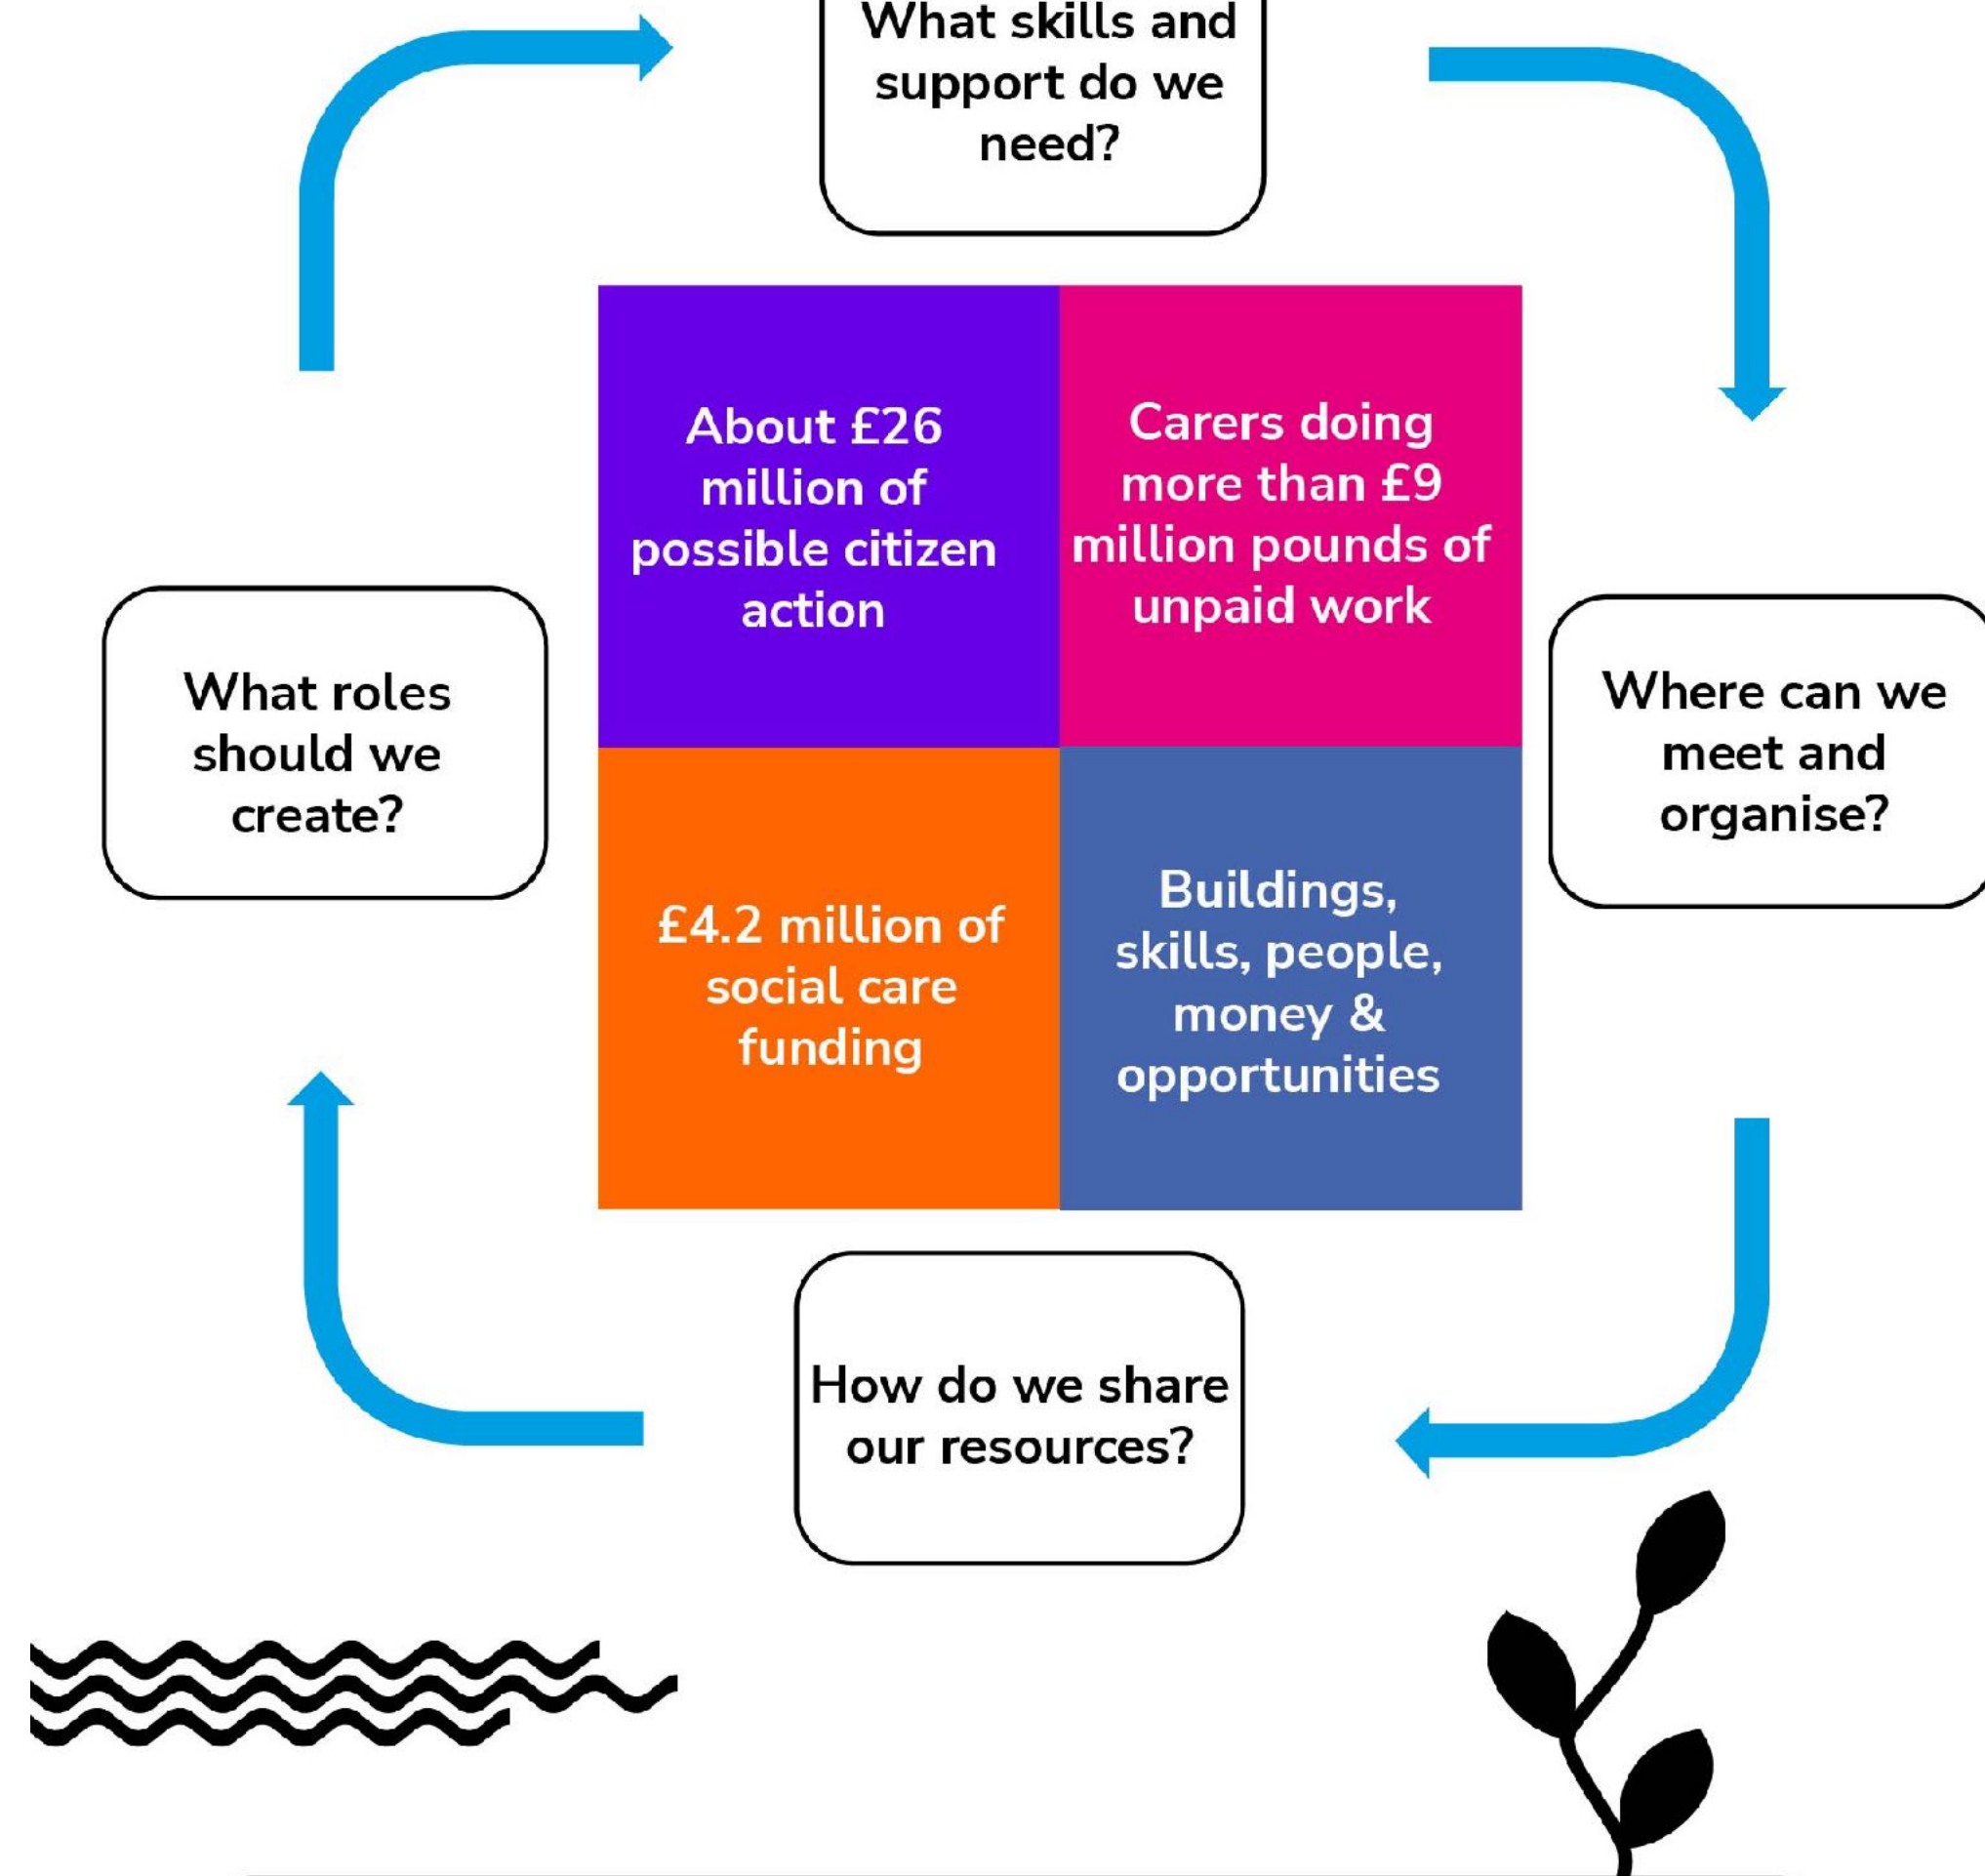 What skills and
support do we
need?
About £26
million of
possible citizen
action
Carers doing
more than £9
million pounds of
unpaid work
What roles
should we
create?
Where can we
meet and
organise?
£4.2 million of
social care
funding
Buildings,
skills, people,
money &
opportunities
How do we share
our resources?